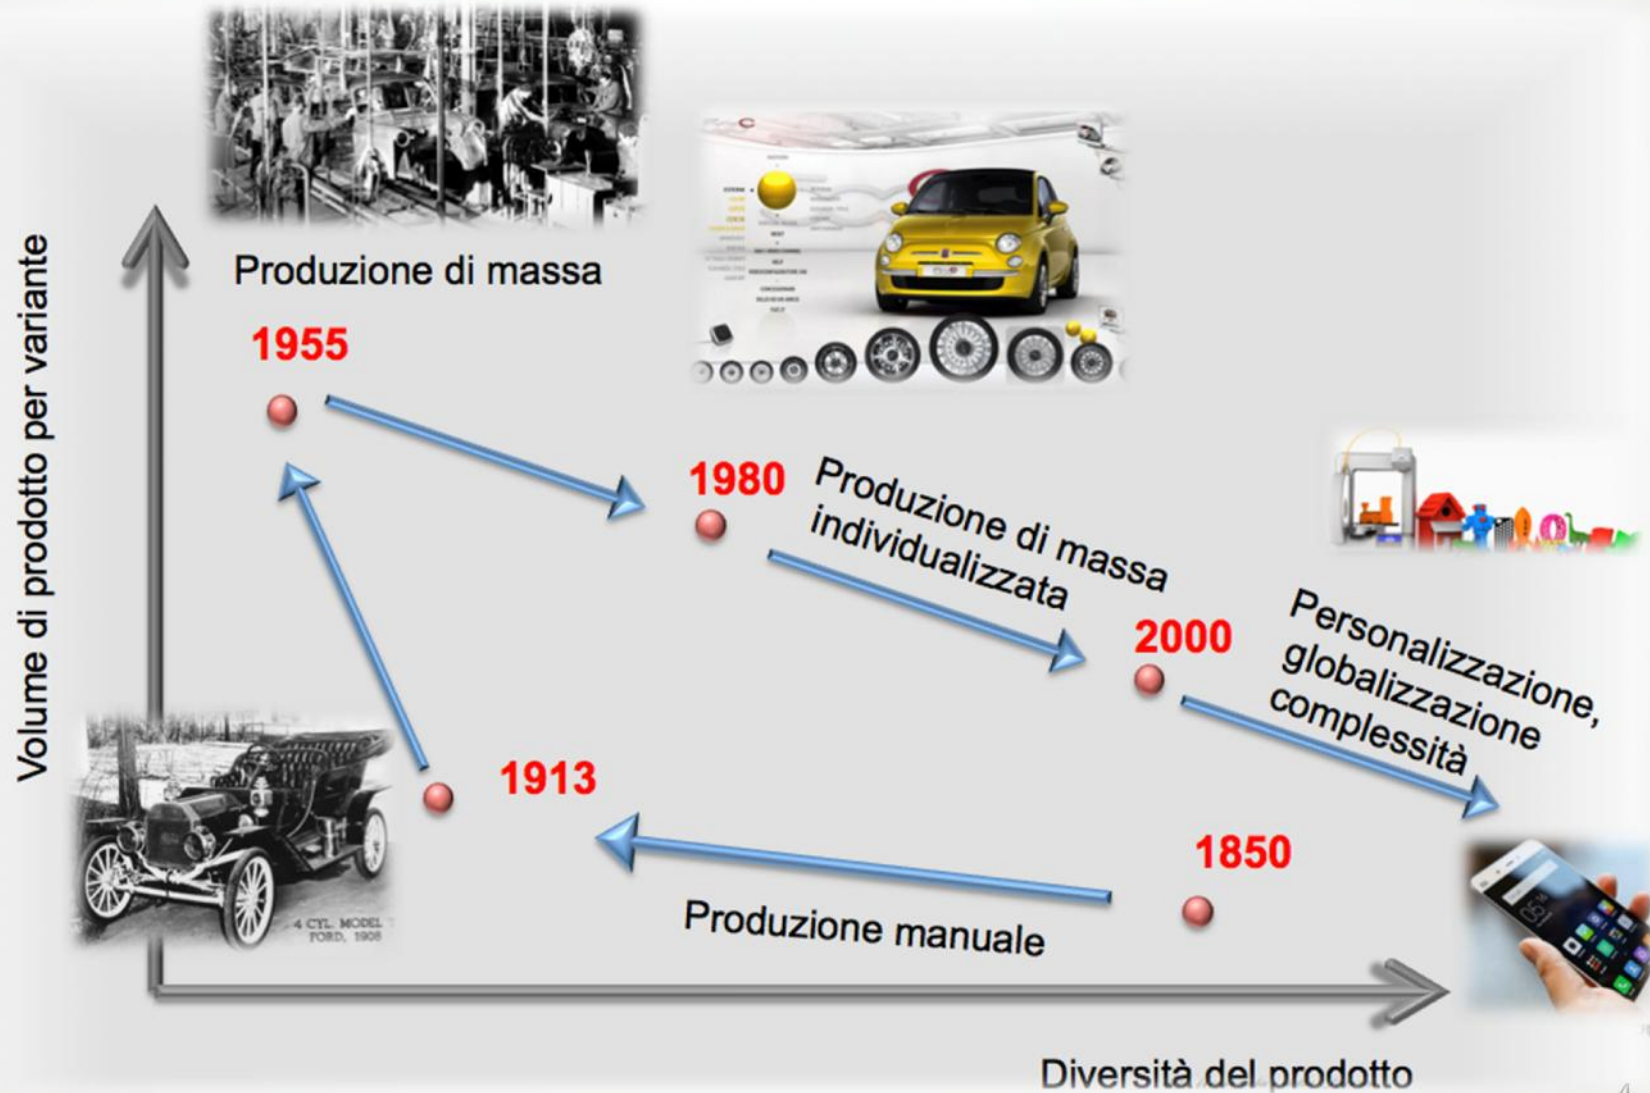 Produzione di massa
1955
Volume di prodotto per variante
1980
Produzione di massa
individualizzata
2000
Personalizzazione,
globalizzazione
complessità
1913
4 CYL. MODEL T
FORD, 1908
1850
Produzione manuale
Diversità del prodotto